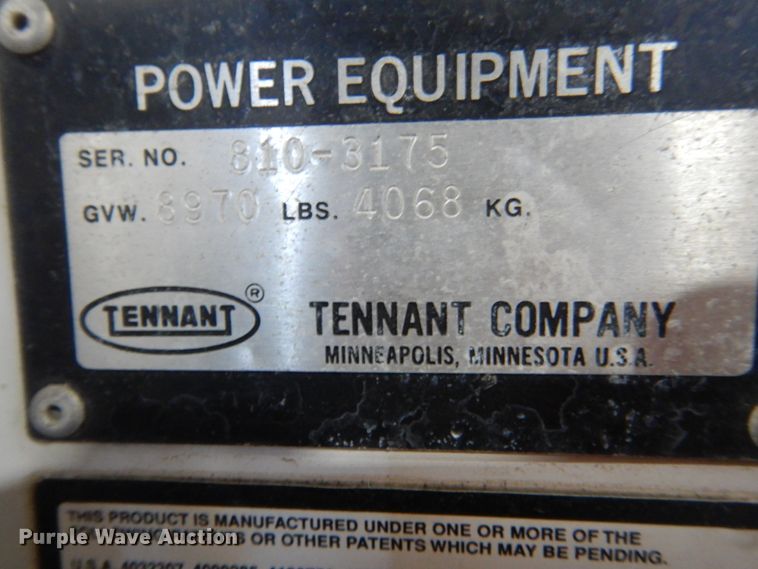 POWER EQUIPMENT
SER. NO. 810-3175
GVW. 8970 LBS. 4068 KG.
TENNANT ®
TENNANT COMPANY
MINNEAPOLIS, MINNESOTA U.S.A.
THIS PRODUCT IS MANUFACTURED UNDER ONE OR MORE OF THE
OR OTHER PATENTS WHICH MAY BE PENDING.
U.S.A.
Purple Wave Auction